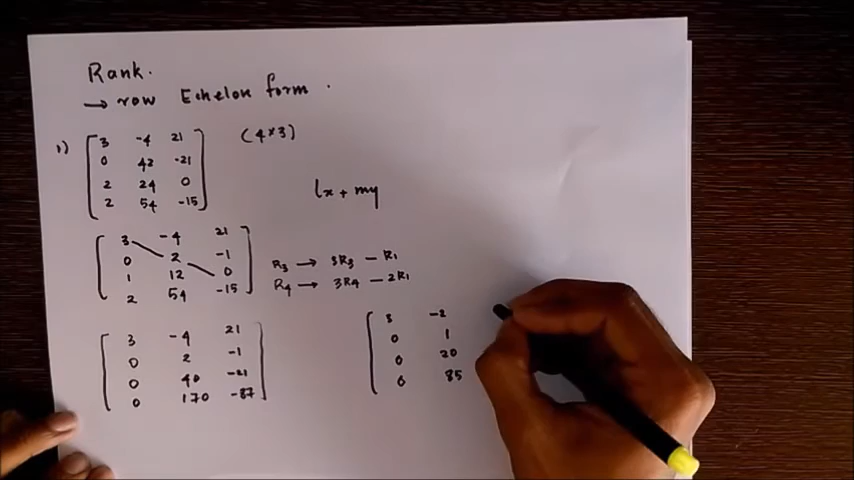 Rank.
→ row Echelon form.
1) [ 3 -4 21 (4×3)
0 42 -21
2 24 0
2 54 -15 ]
lx + my
[ 3 -4 21
0 2 -1
1 12 0
2 54 -15 ]
R3 → 3R3 - R1
R4 → 3R4 - 2R1
[ 3 -4 21
0 2 -1
0 40 -21
0 170 -87 ]
[ 3 -2
0 1
0 20
0 85